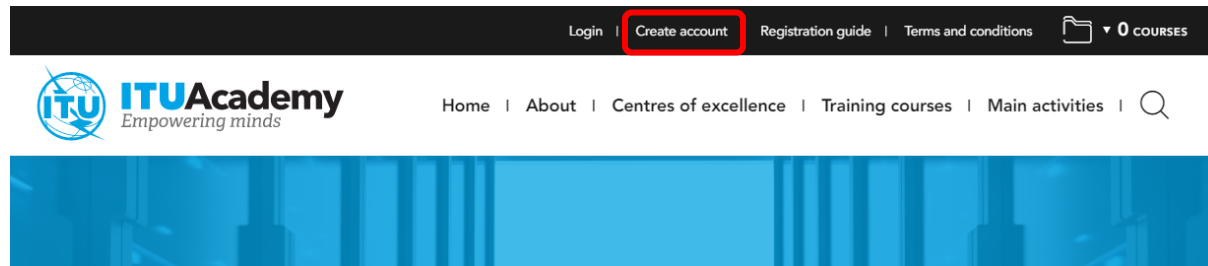 Login | Create account Registration guide | Terms and conditions ▾ 0 COURSES
ITU
ITUAcademy
Empowering minds
Home | About | Centres of excellence | Training courses | Main activities |